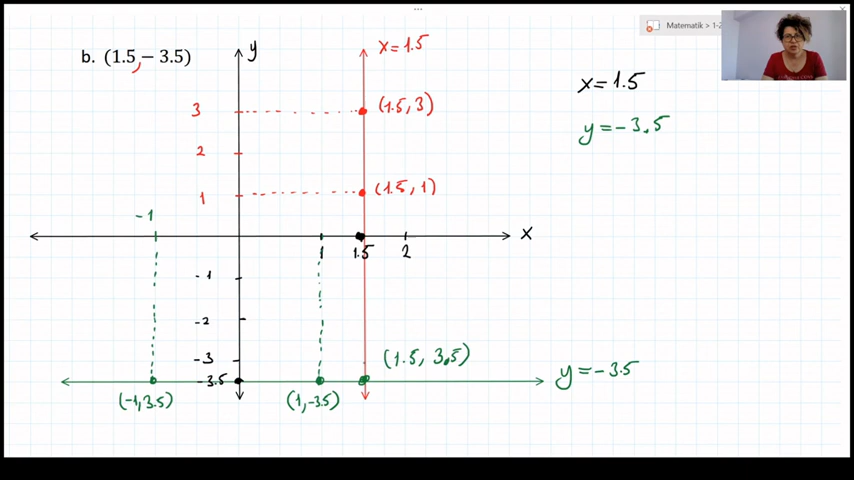 Matematik > 1-2
b. (1.5, – 3.5)
y
x=1.5
x=1.5
y=-3.5
3
(1.5, 3)
2
1
(1.5, 1)
-1
x
1
1.5
2
-1
-2
-3
(1.5, 3.5)
-3.5
y=-3.5
(-1,3.5)
(1,-3.5)